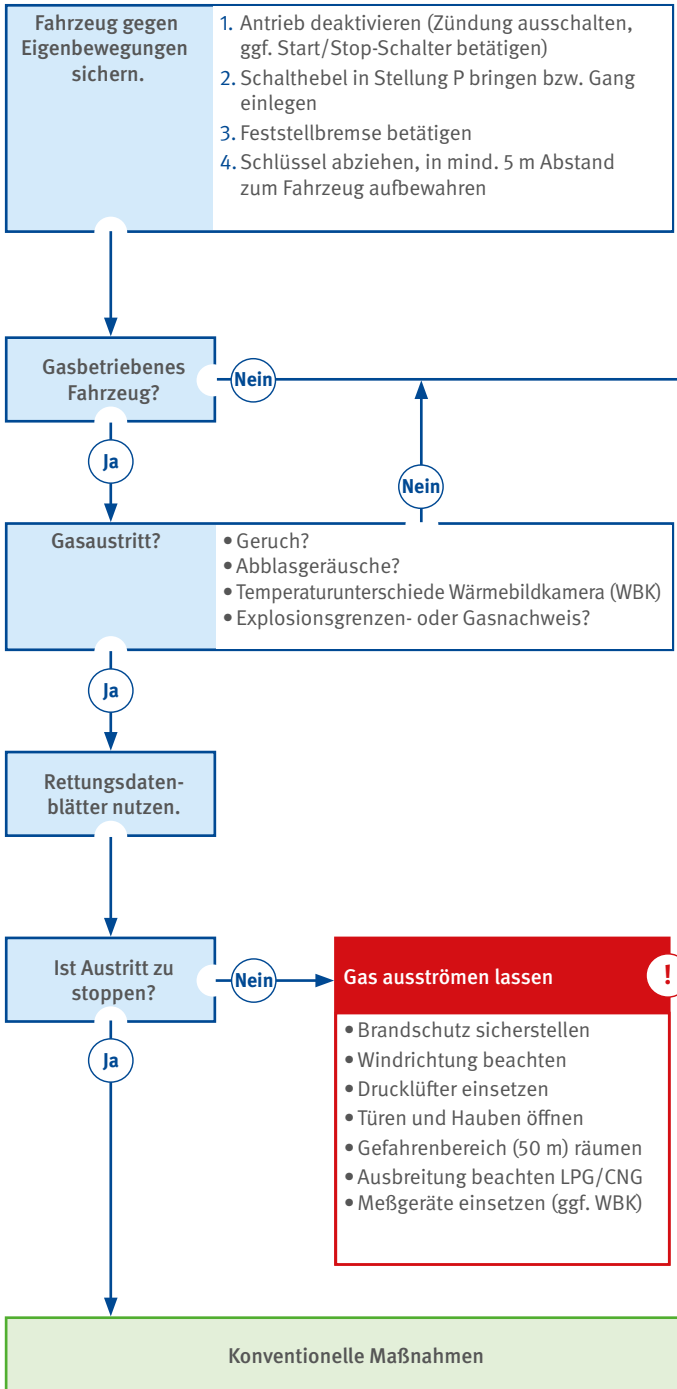 Fahrzeug gegen
Eigenbewegungen
sichern.
1. Antrieb deaktivieren (Zündung ausschalten,
ggf. Start/Stop-Schalter betätigen)
2. Schalthebel in Stellung P bringen bzw. Gang
einlegen
3. Feststellbremse betätigen
4. Schlüssel abziehen, in mind. 5 m Abstand
zum Fahrzeug aufbewahren
Gasbetriebenes
Fahrzeug?
Nein
Ja
Nein
Gasaustritt?
• Geruch?
• Abblasgeräusche?
• Temperaturunterschiede Wärmebildkamera (WBK)
• Explosionsgrenzen- oder Gasnachweis?
Ja
Rettungsdaten-
blätter nutzen.
Ist Austritt zu
stoppen?
Nein
Gas ausströmen lassen
!
• Brandschutz sicherstellen
• Windrichtung beachten
• Drucklüfter einsetzen
• Türen und Hauben öffnen
• Gefahrenbereich (50 m) räumen
• Ausbreitung beachten LPG/CNG
• Meßgeräte einsetzen (ggf. WBK)
Ja
Konventionelle Maßnahmen